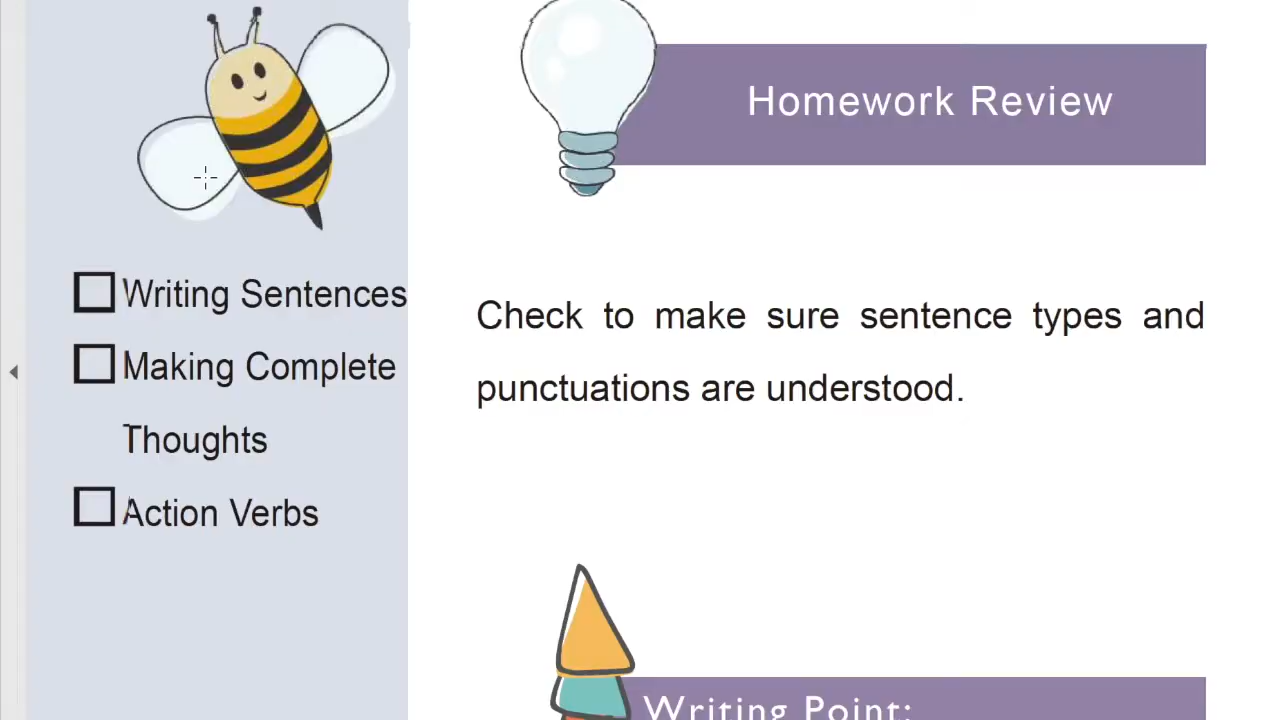 Homework Review
Writing Sentences
Making Complete
Thoughts
Action Verbs
Check to make sure sentence types and
punctuations are understood.
Writing Point: